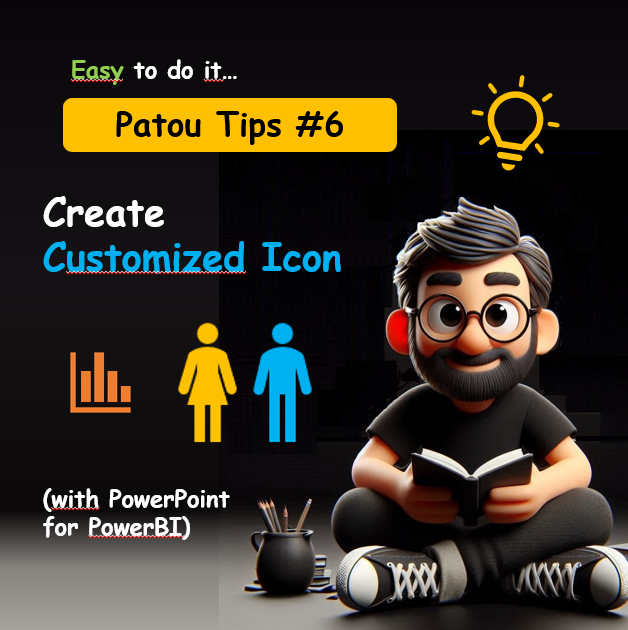 Easy to do it...
Patou Tips #6
Create
Customized Icon
(with PowerPoint
for PowerBI)